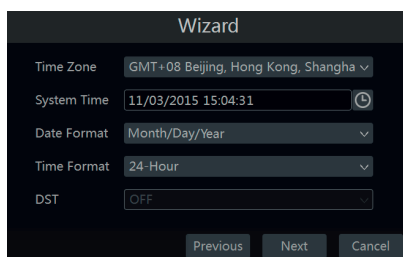 Wizard
Time Zone GMT+08 Beijing, Hong Kong, Shangha
System Time 11/03/2015 15:04:31
Date Format Month/Day/Year
Time Format 24-Hour
DST OFF
Previous Next Cancel